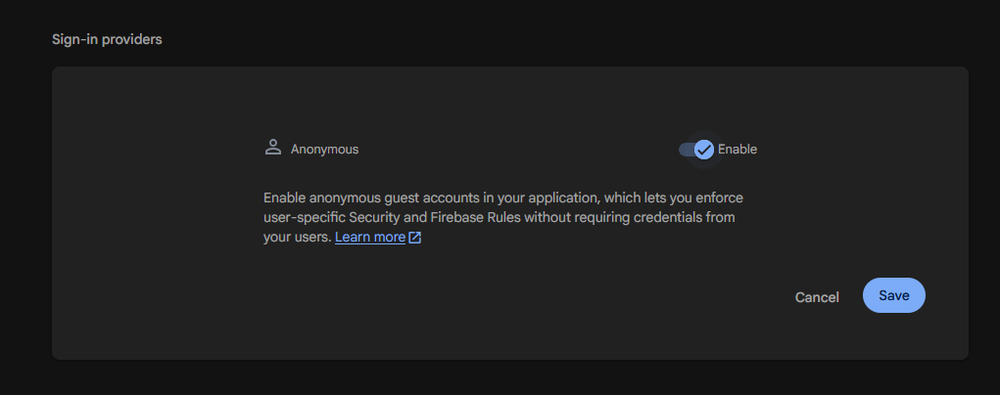 Sign-in providers
Anonymous
Enable
Enable anonymous guest accounts in your application, which lets you enforce
user-specific Security and Firebase Rules without requiring credentials from
your users. Learn more
Cancel
Save